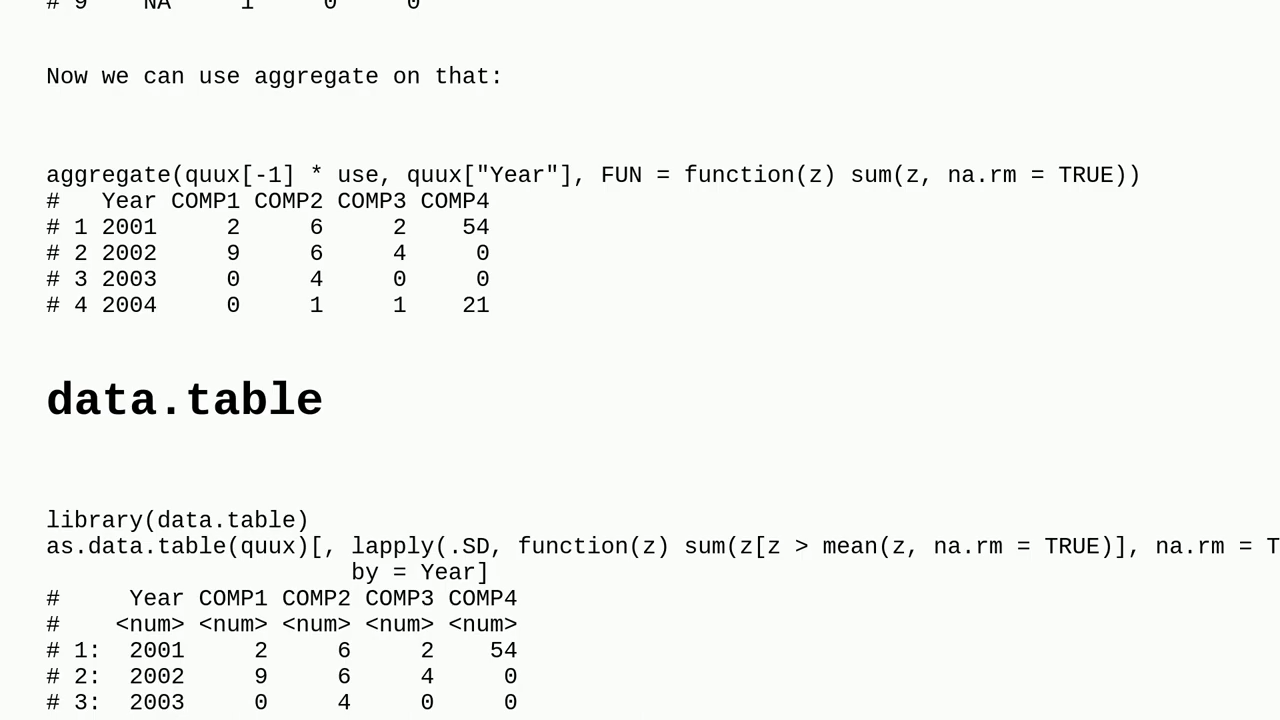 # 9    NA     1     0     0
Now we can use aggregate on that:
aggregate(quux[-1] * use, quux["Year"], FUN = function(z) sum(z, na.rm = TRUE))
#   Year COMP1 COMP2 COMP3 COMP4
# 1 2001     2     6     2    54
# 2 2002     9     6     4     0
# 3 2003     0     4     0     0
# 4 2004     0     1     1    21
data.table
library(data.table)
as.data.table(quux)[, lapply(.SD, function(z) sum(z[z > mean(z, na.rm = TRUE)], na.rm = T
                      by = Year]
#     Year COMP1 COMP2 COMP3 COMP4
#    <num> <num> <num> <num> <num>
# 1:  2001     2     6     2    54
# 2:  2002     9     6     4     0
# 3:  2003     0     4     0     0